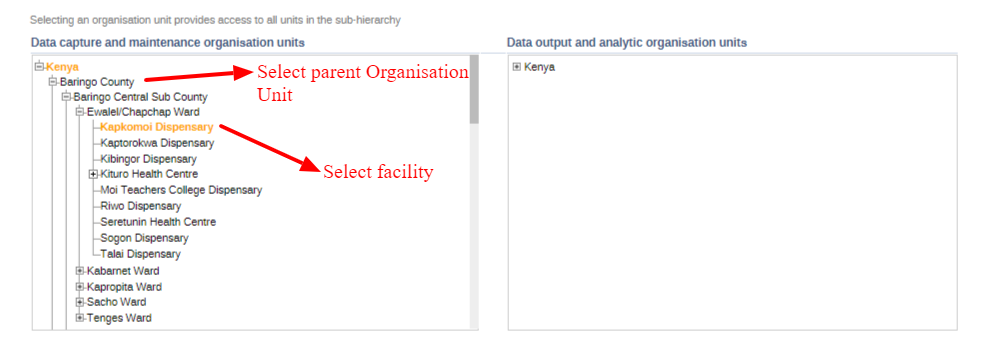 Selecting an organisation unit provides access to all units in the sub-hierarchy
Data capture and maintenance organisation units
Kenya
Baringo County
Baringo Central Sub County
Ewalel/Chapchap Ward
Kapkomoi Dispensary
Kaptorokwa Dispensary
Kibingor Dispensary
Kituro Health Centre
Moi Teachers College Dispensary
Riwo Dispensary
Seretunin Health Centre
Sogon Dispensary
Talai Dispensary
Kabarnet Ward
Kapropita Ward
Sacho Ward
Tenges Ward
Select parent Organisation
Unit
Select facility
Data output and analytic organisation units
Kenya